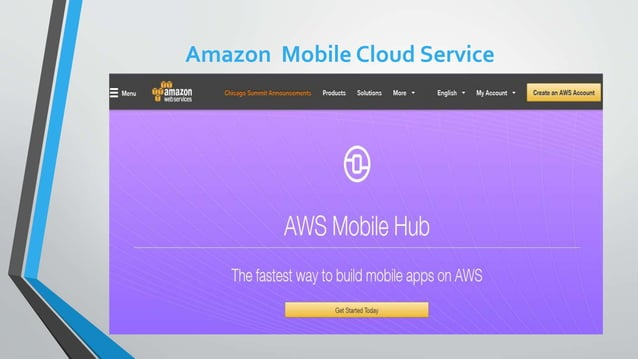 Amazon Mobile Cloud Service
Menu
amazon
webservices
Chicago Summit Announcements
Products
Solutions
More
English
My Account
Create an AWS Account
AWS Mobile Hub
The fastest way to build mobile apps on AWS
Get Started Today